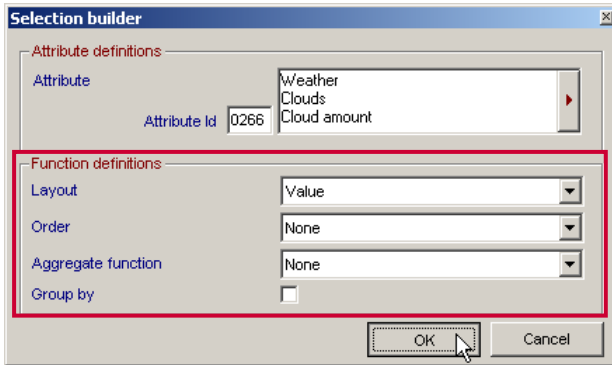 Selection builder
Attribute definitions
Attribute
Weather
Clouds
Attribute Id 0266 Cloud amount
Function definitions
Layout Value
Order None
Aggregate function None
Group by
OK Cancel